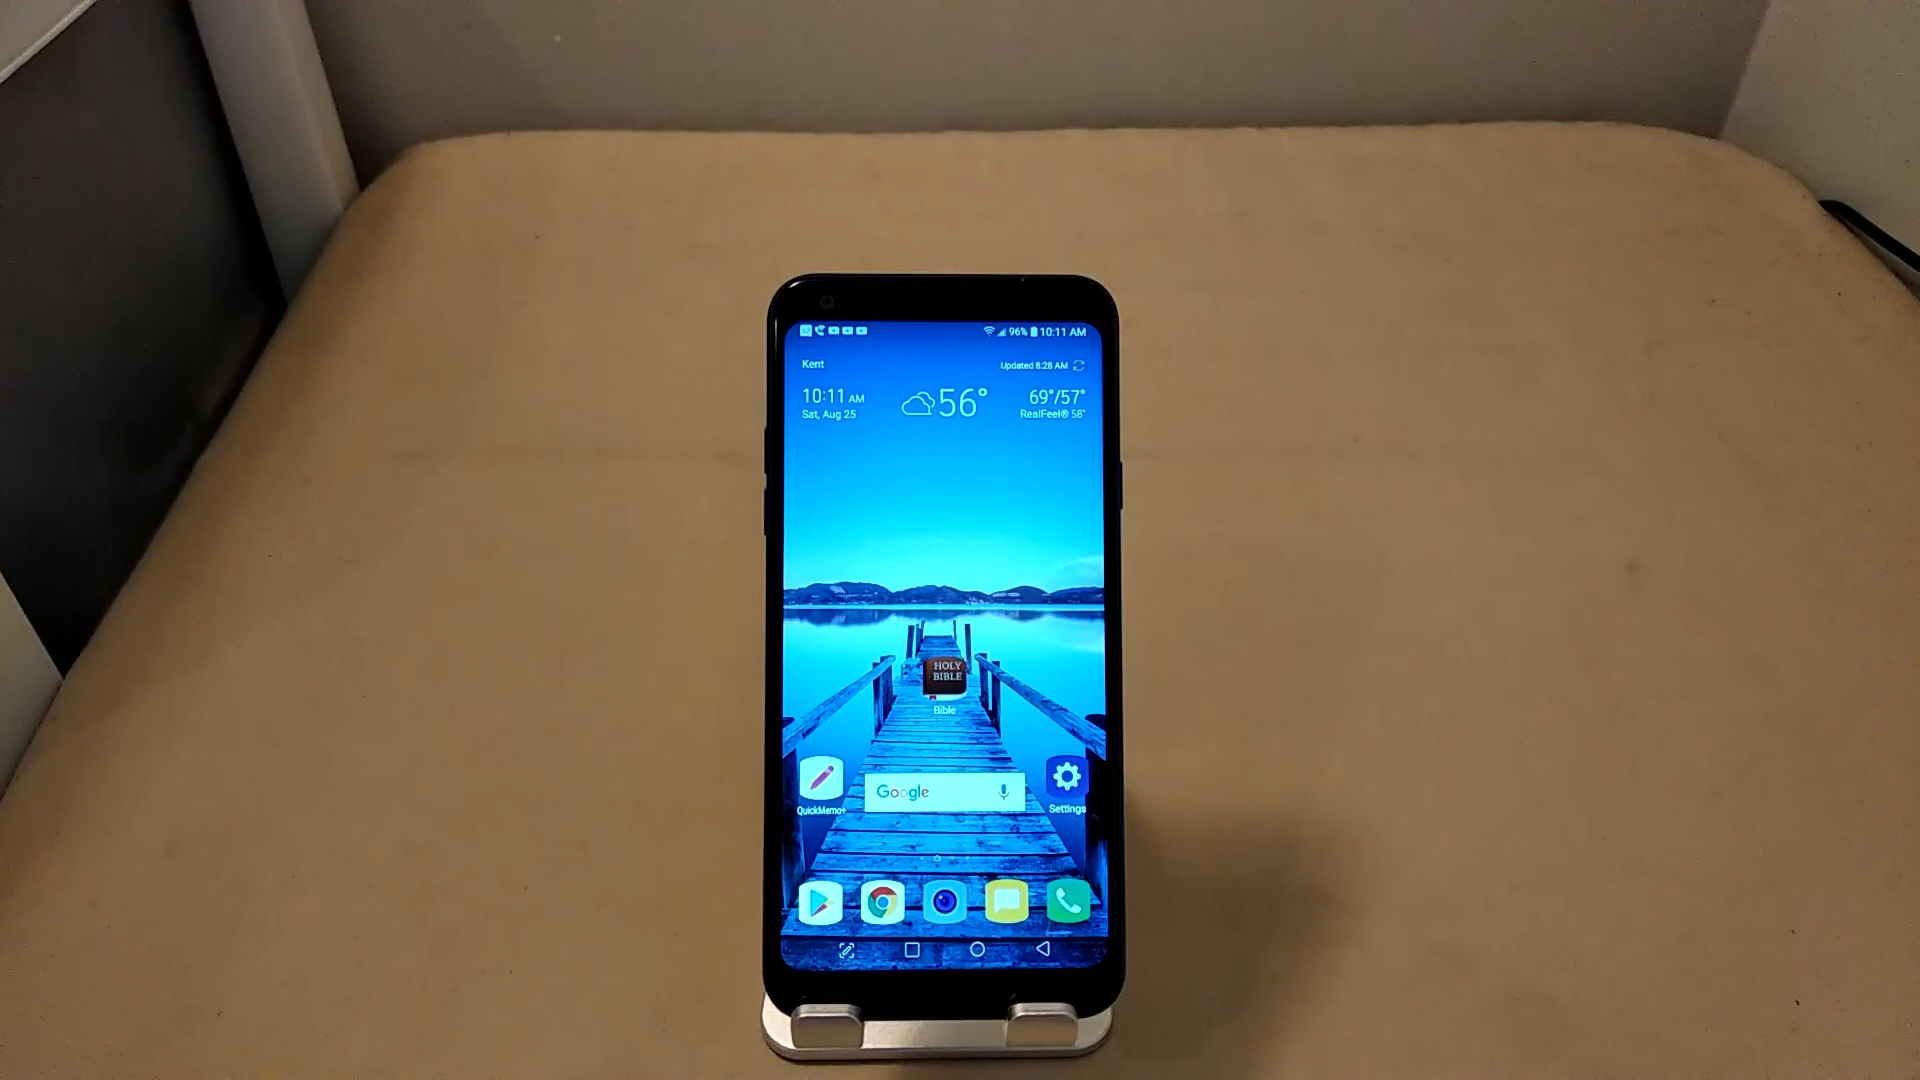 96% 10:11 AM
Kent
Updated 8:28 AM
10:11 AM
56°
69°/57°
Sat, Aug 25
RealFeel® 58°
HOLY
BIBLE
Bible
Google
QuickMemo+
Settings